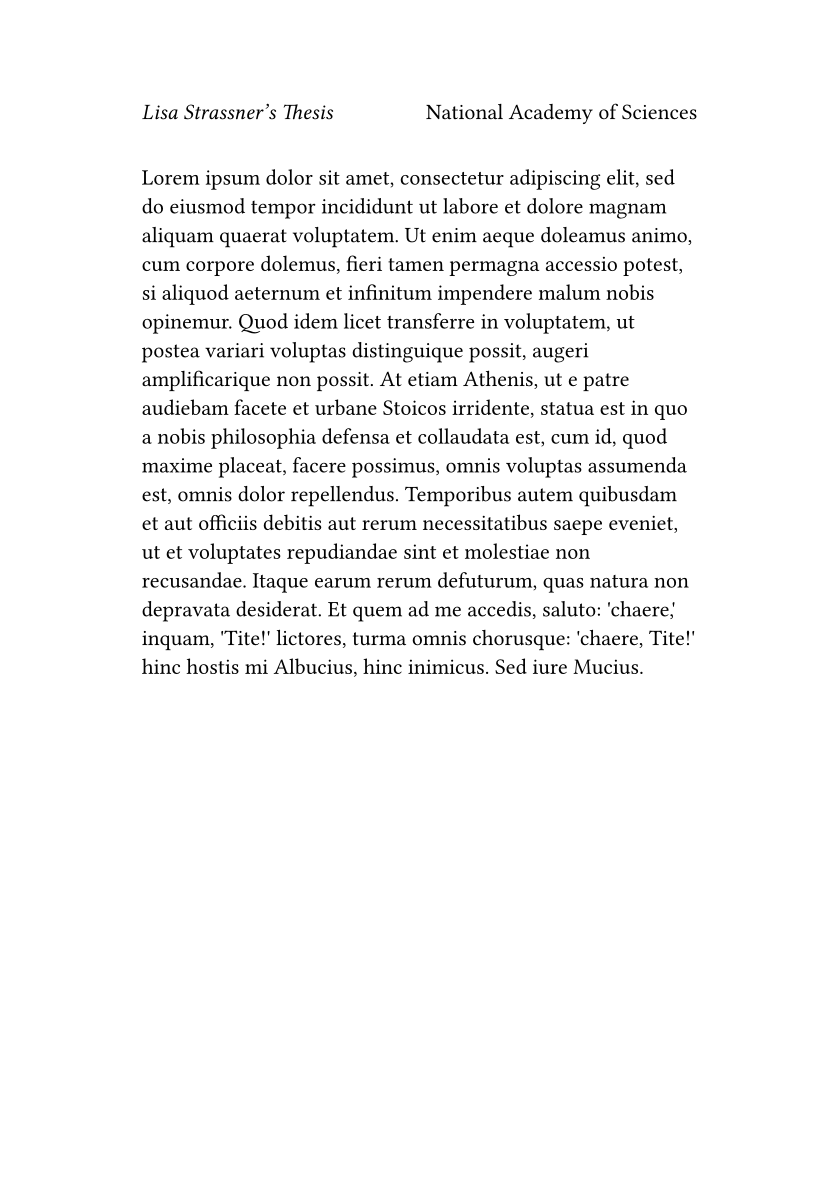 Lisa Strassner’s Thesis National Academy of Sciences
Lorem ipsum dolor sit amet, consectetur adipiscing elit, sed
do eiusmod tempor incididunt ut labore et dolore magnam
aliquam quaerat voluptatem. Ut enim aeque doleamus animo,
cum corpore dolemus, fieri tamen permagna accessio potest,
si aliquod aeternum et infinitum impendere malum nobis
opinemur. Quod idem licet transferre in voluptatem, ut
postea variari voluptas distinguique possit, augeri
amplificarique non possit. At etiam Athenis, ut e patre
audiebam facete et urbane Stoicos irridente, statua est in quo
a nobis philosophia defensa et collaudata est, cum id, quod
maxime placeat, facere possimus, omnis voluptas assumenda
est, omnis dolor repellendus. Temporibus autem quibusdam
et aut officiis debitis aut rerum necessitatibus saepe eveniet,
ut et voluptates repudiandae sint et molestiae non
recusandae. Itaque earum rerum defuturum, quas natura non
depravata desiderat. Et quem ad me accedis, saluto: 'chaere,'
inquam, 'Tite!' lictores, turma omnis chorusque: 'chaere, Tite!'
hinc hostis mi Albucius, hinc inimicus. Sed iure Mucius.